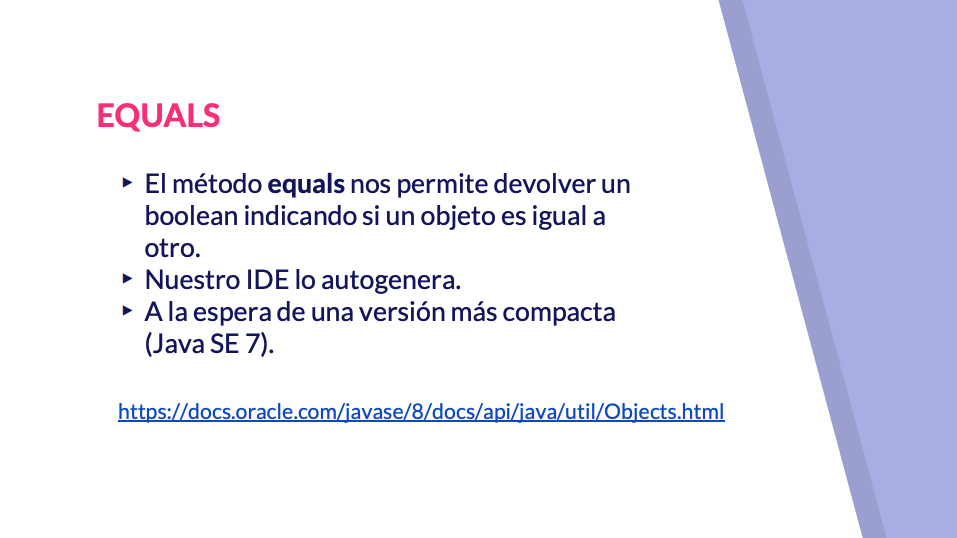 EQUALS
▸ El método equals nos permite devolver un
boolean indicando si un objeto es igual a
otro.
▸ Nuestro IDE lo autogenera.
▸ A la espera de una versión más compacta
(Java SE 7).
https://docs.oracle.com/javase/8/docs/api/java/util/Objects.html